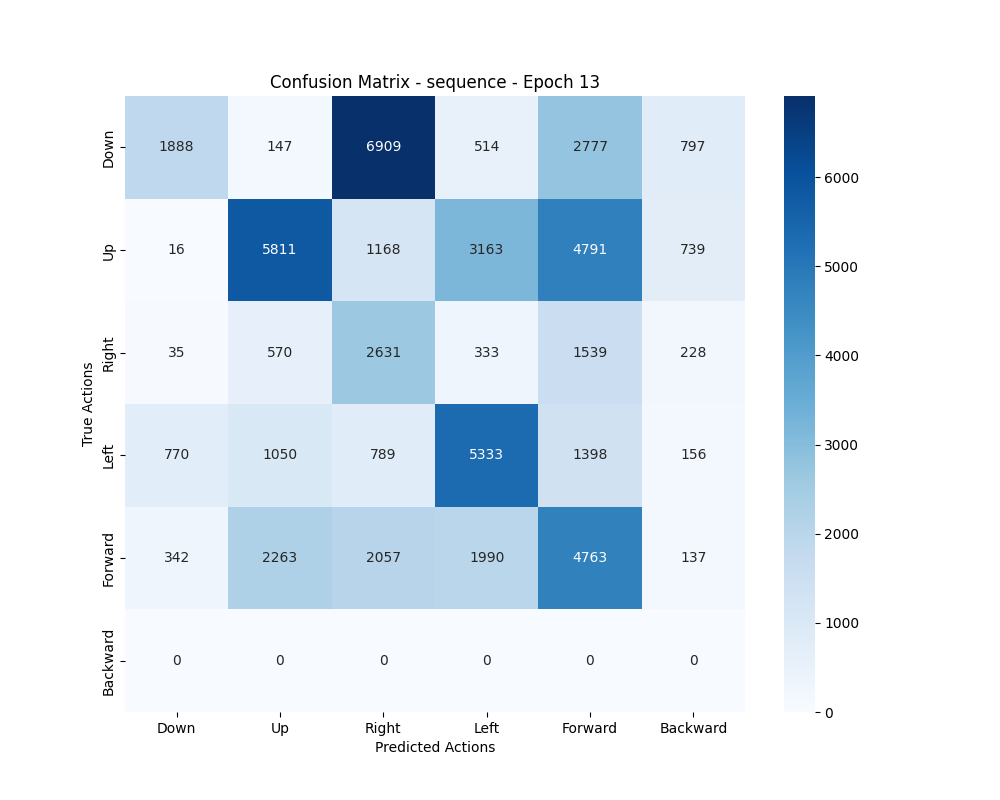 Confusion Matrix - sequence - Epoch 13
True Actions
Down 1888 147 6909 514 2777 797
Up 16 5811 1168 3163 4791 739
Right 35 570 2631 333 1539 228
Left 770 1050 789 5333 1398 156
Forward 342 2263 2057 1990 4763 137
Backward 0 0 0 0 0 0
Down Up Right Left Forward Backward
Predicted Actions
6000
5000
4000
3000
2000
1000
0